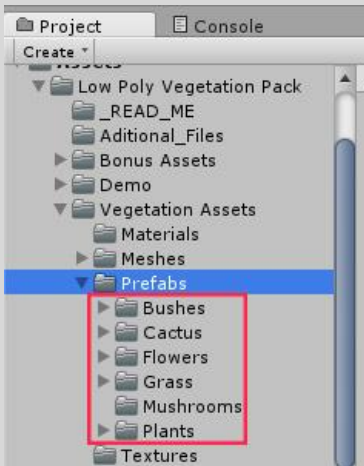 Project
Console
Create
Assets
Low Poly Vegetation Pack
_READ_ME
Aditional_Files
Bonus Assets
Demo
Vegetation Assets
Materials
Meshes
Prefabs
Bushes
Cactus
Flowers
Grass
Mushrooms
Plants
Textures